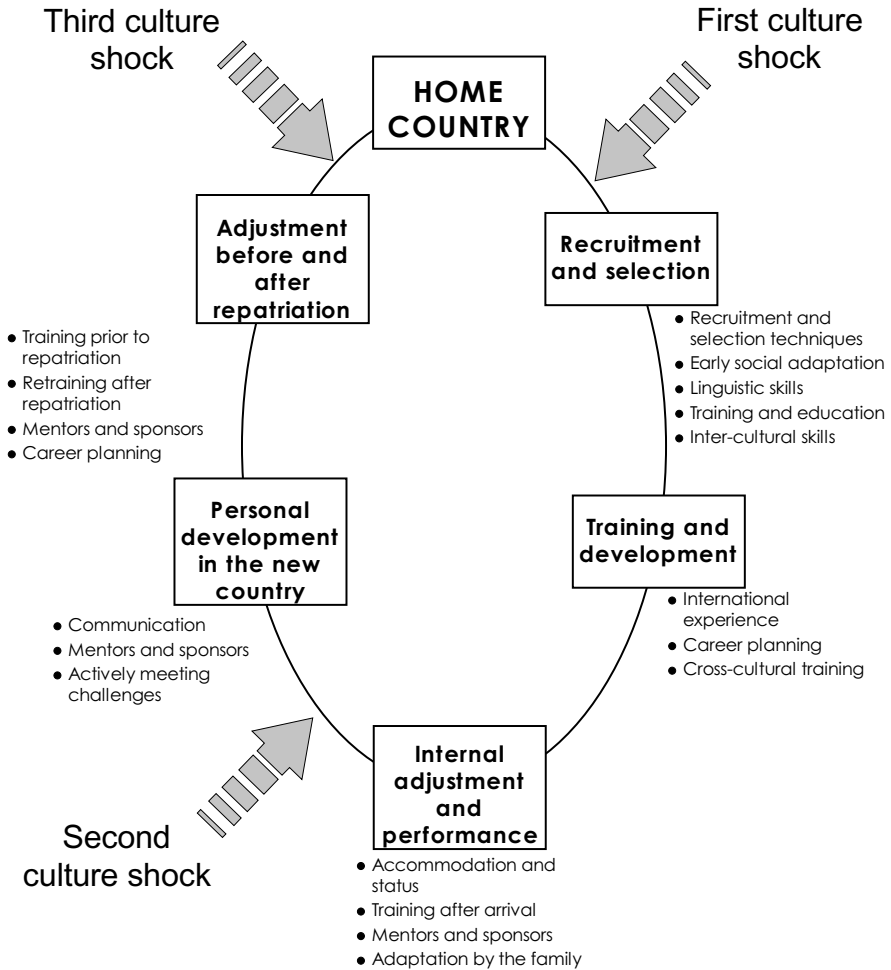 Third culture
shock
First culture
shock
HOME
COUNTRY
Adjustment
before and
after
repatriation
Recruitment
and selection
● Training prior to
repatriation
● Retraining after
repatriation
● Mentors and sponsors
● Career planning
● Recruitment and
selection techniques
● Early social adaptation
● Linguistic skills
● Training and education
● Inter-cultural skills
Personal
development
in the new
country
Training and
development
● Communication
● Mentors and sponsors
● Actively meeting
challenges
● International
experience
● Career planning
● Cross-cultural training
Internal
adjustment
and
performance
Second
culture shock
● Accommodation and
status
● Training after arrival
● Mentors and sponsors
● Adaptation by the family